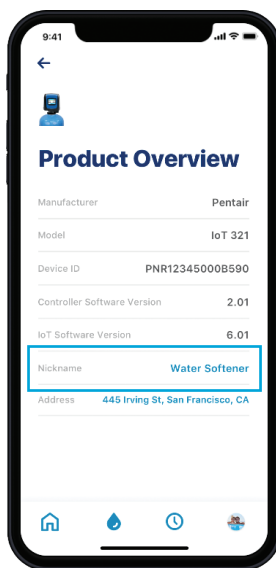 9:41
Product Overview
Manufacturer Pentair
Model IoT 321
Device ID PNR12345000B590
Controller Software Version 2.01
IoT Software Version 6.01
Nickname Water Softener
Address 445 Irving St, San Francisco, CA